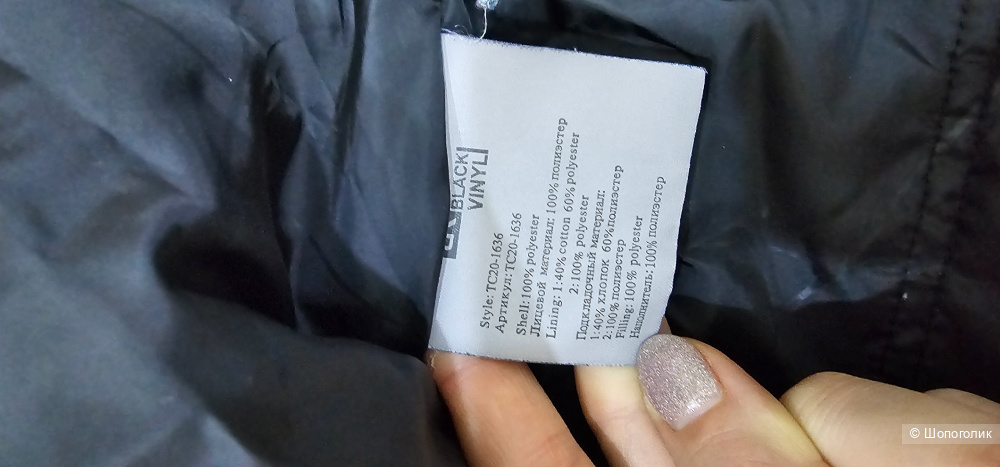 BLACK
VINYL
Style: TC20-1636
Артикул: TC20-1636
Shell: 100% polyester
Лицевой материал: 100% полиэстер
Lining: 1: 40% cotton 60% polyester
2: 100% polyester
Подкладочный материал:
1: 40% хлопок 60% полиэстер
2: 100% полиэстер
Filling: 100% polyester
Наполнитель: 100% полиэстер
© Шопоголик